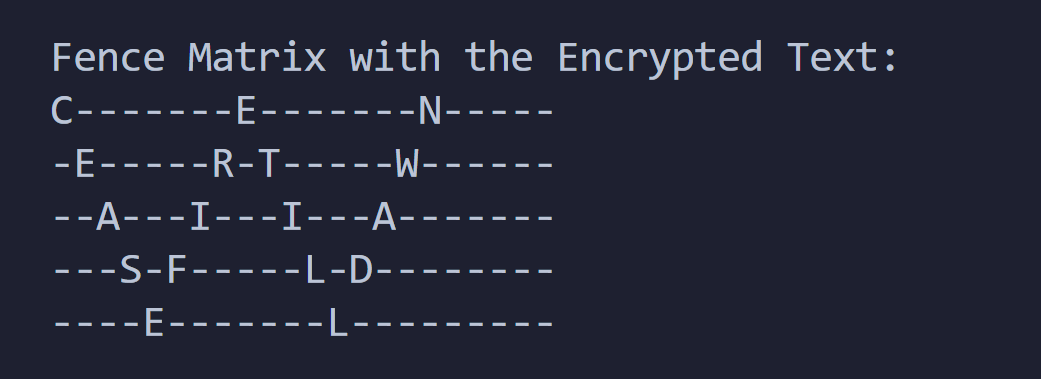 Fence Matrix with the Encrypted Text:
C-------E-------N-----
-E-----R-T-----W------
--A---I---I---A-------
---S-F-----L-D--------
----E-------L---------